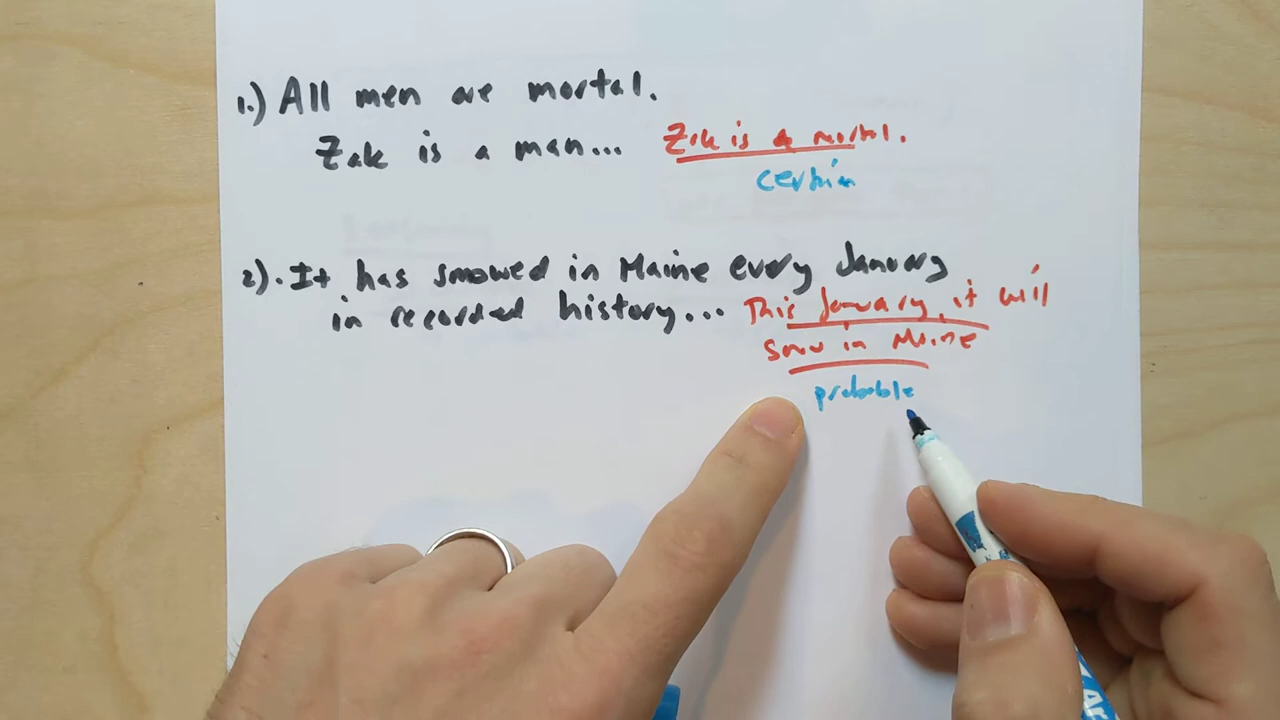 1.) All men are mortal.
Zak is a man... Zak is a mortal.
certain
2). It has snowed in Maine every January
in recorded history... This January, it will
snow in Maine
probable